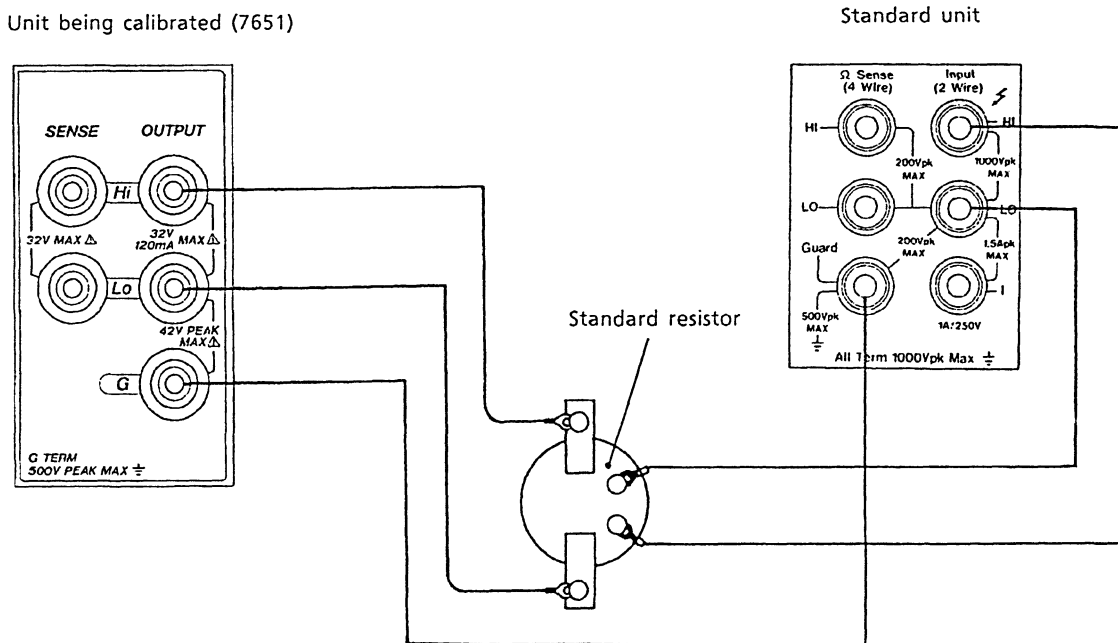 Unit being calibrated (7651)
Standard unit
SENSE OUTPUT
Hi
32V MAX ⚠
32V
120mA MAX ⚠
Lo
42V PEAK
MAX ⚠
G
G TERM
500V PEAK MAX ⏚
Standard resistor
Ω Sense
(4 Wire)
Input
(2 Wire)
HI
HI
200Vpk
MAX
1000Vpk
MAX
LO
LO
Guard
200Vpk
MAX
1.5Apk
MAX
500Vpk
MAX
I
All Term 1000Vpk Max ⏚